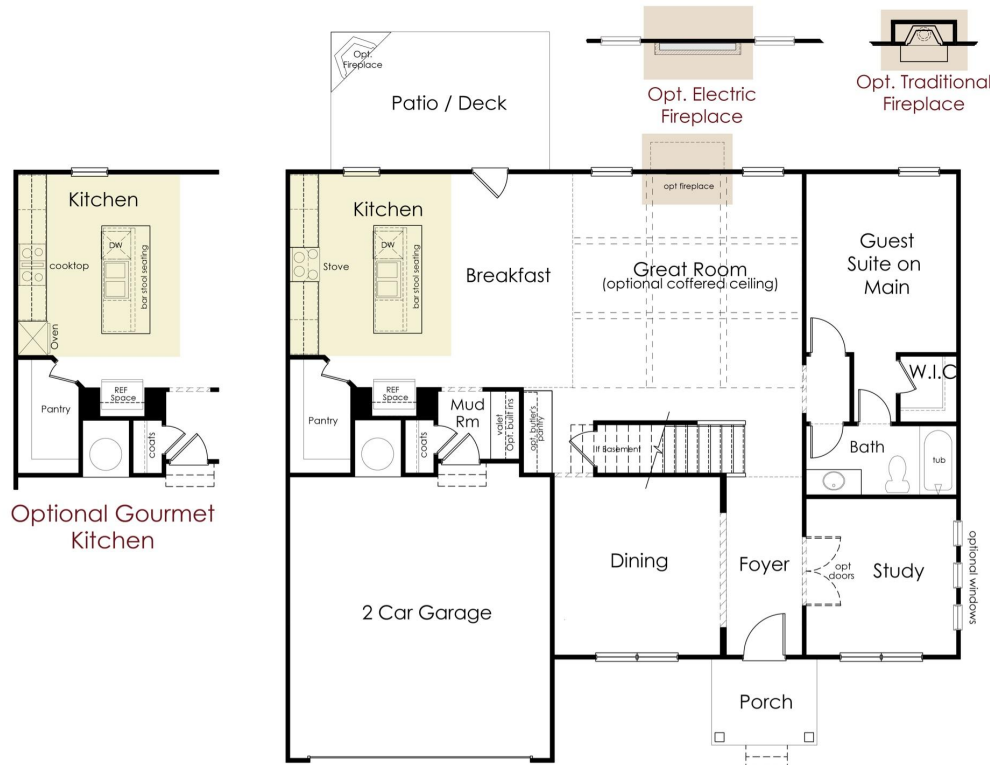 Opt.
Fireplace
Patio / Deck
Opt. Electric
Fireplace
Opt. Traditional
Fireplace
Kitchen
DW
cooktop
bar stool seating
Oven
Pantry
REF
Space
coats
Optional Gourmet
Kitchen
Kitchen
DW
Stove
bar stool seating
Breakfast
opt fireplace
Great Room
(optional coffered ceiling)
Guest
Suite on
Main
W.I.C
Pantry
REF
Space
coats
Mud
Rm
valet
Opt. built ins
opt. butler's
pantry
If Basement
Bath
tub
Dining
Foyer
opt
doors
Study
optional windows
2 Car Garage
Porch